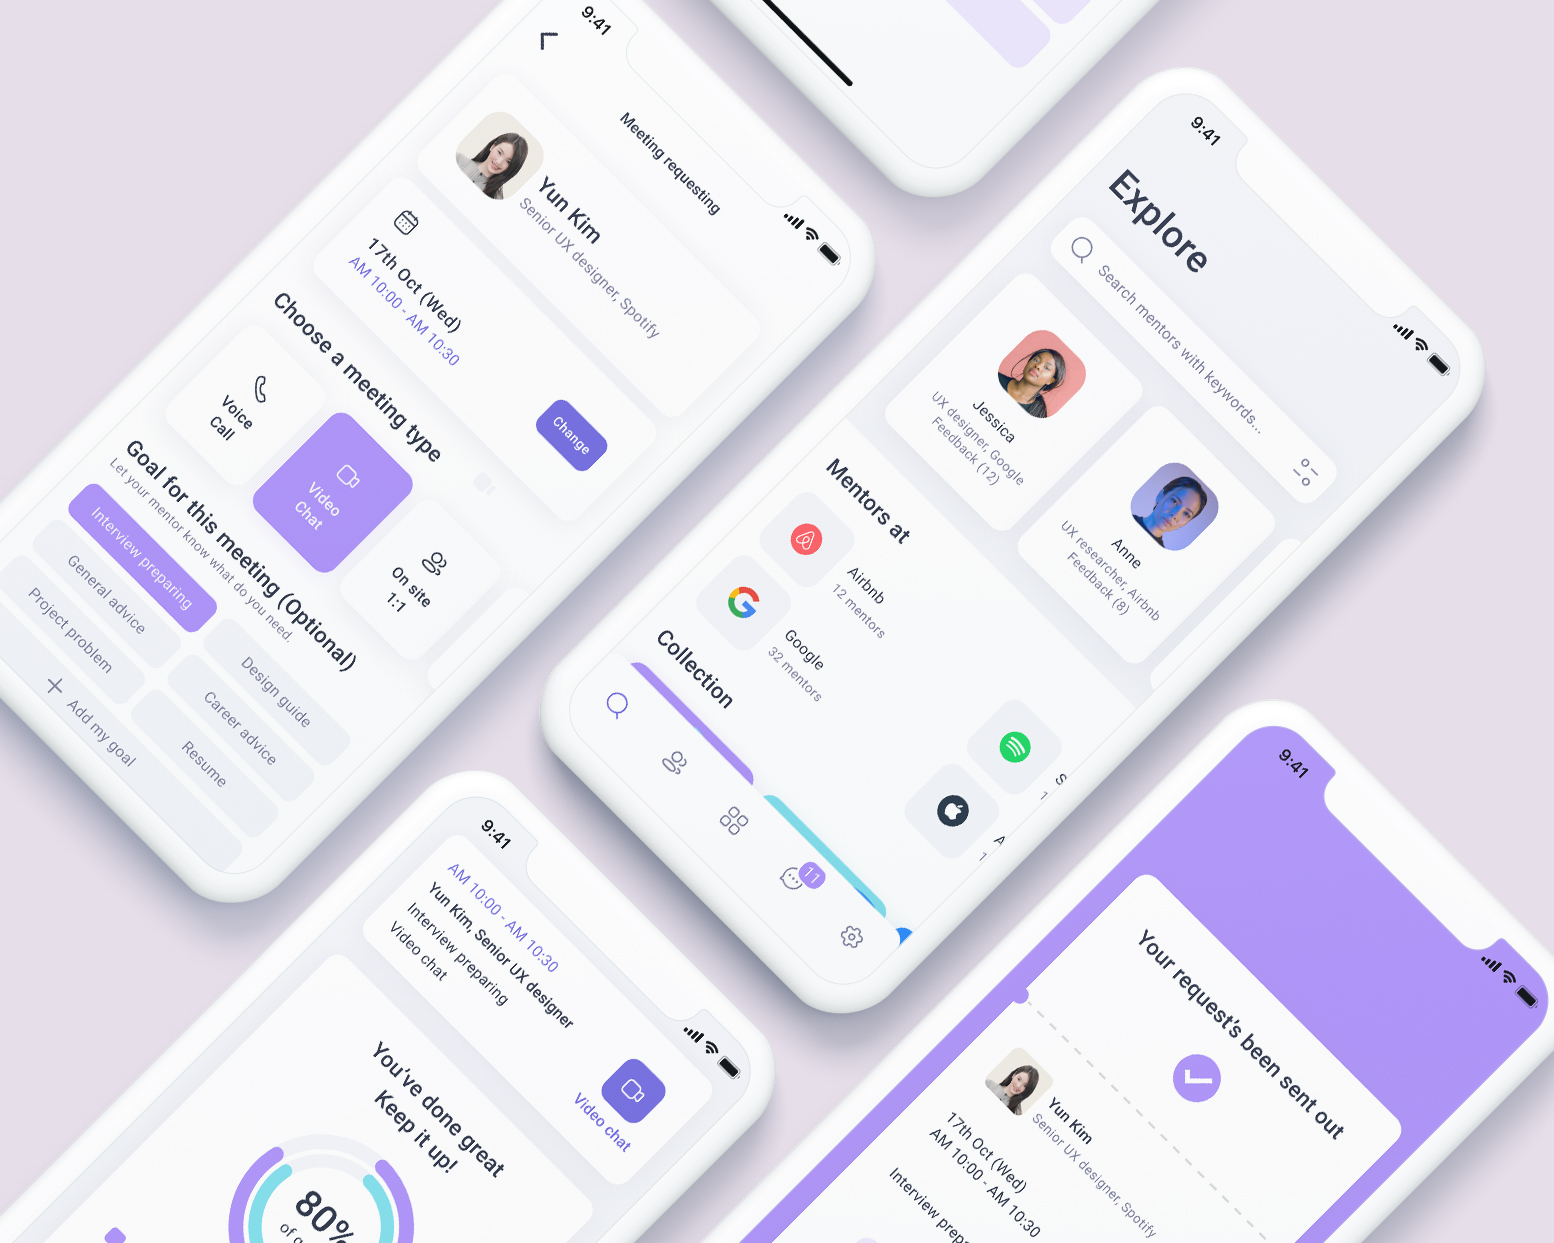 9:41
Meeting requesting
Yun Kim
Senior UX designer, Spotify
17th Oct (Wed)
AM 10:00 - AM 10:30
Change
Choose a meeting type
Voice
Call
Video
Chat
On site
1:1
Goal for this meeting (Optional)
Let your mentor know what do you need.
Interview preparing
Design guide
General advice
Career advice
Project problem
Resume
Add my goal
9:41
Explore
Search mentors with keywords...
Jessica
UX designer, Google
Feedback (12)
Anne
UX researcher, Airbnb
Feedback (8)
Mentors at
Airbnb
12 mentors
Google
32 mentors
S
1
A
1
Collection
11
9:41
AM 10:00 - AM 10:30
Yun Kim, Senior UX designer
Interview preparing
Video chat
Video chat
You've done great
Keep it up!
80%
9:41
Your request's been sent out
Yun Kim
Senior UX designer, Spotify
17th Oct (Wed)
AM 10:00 - AM 10:30
Interview prepa